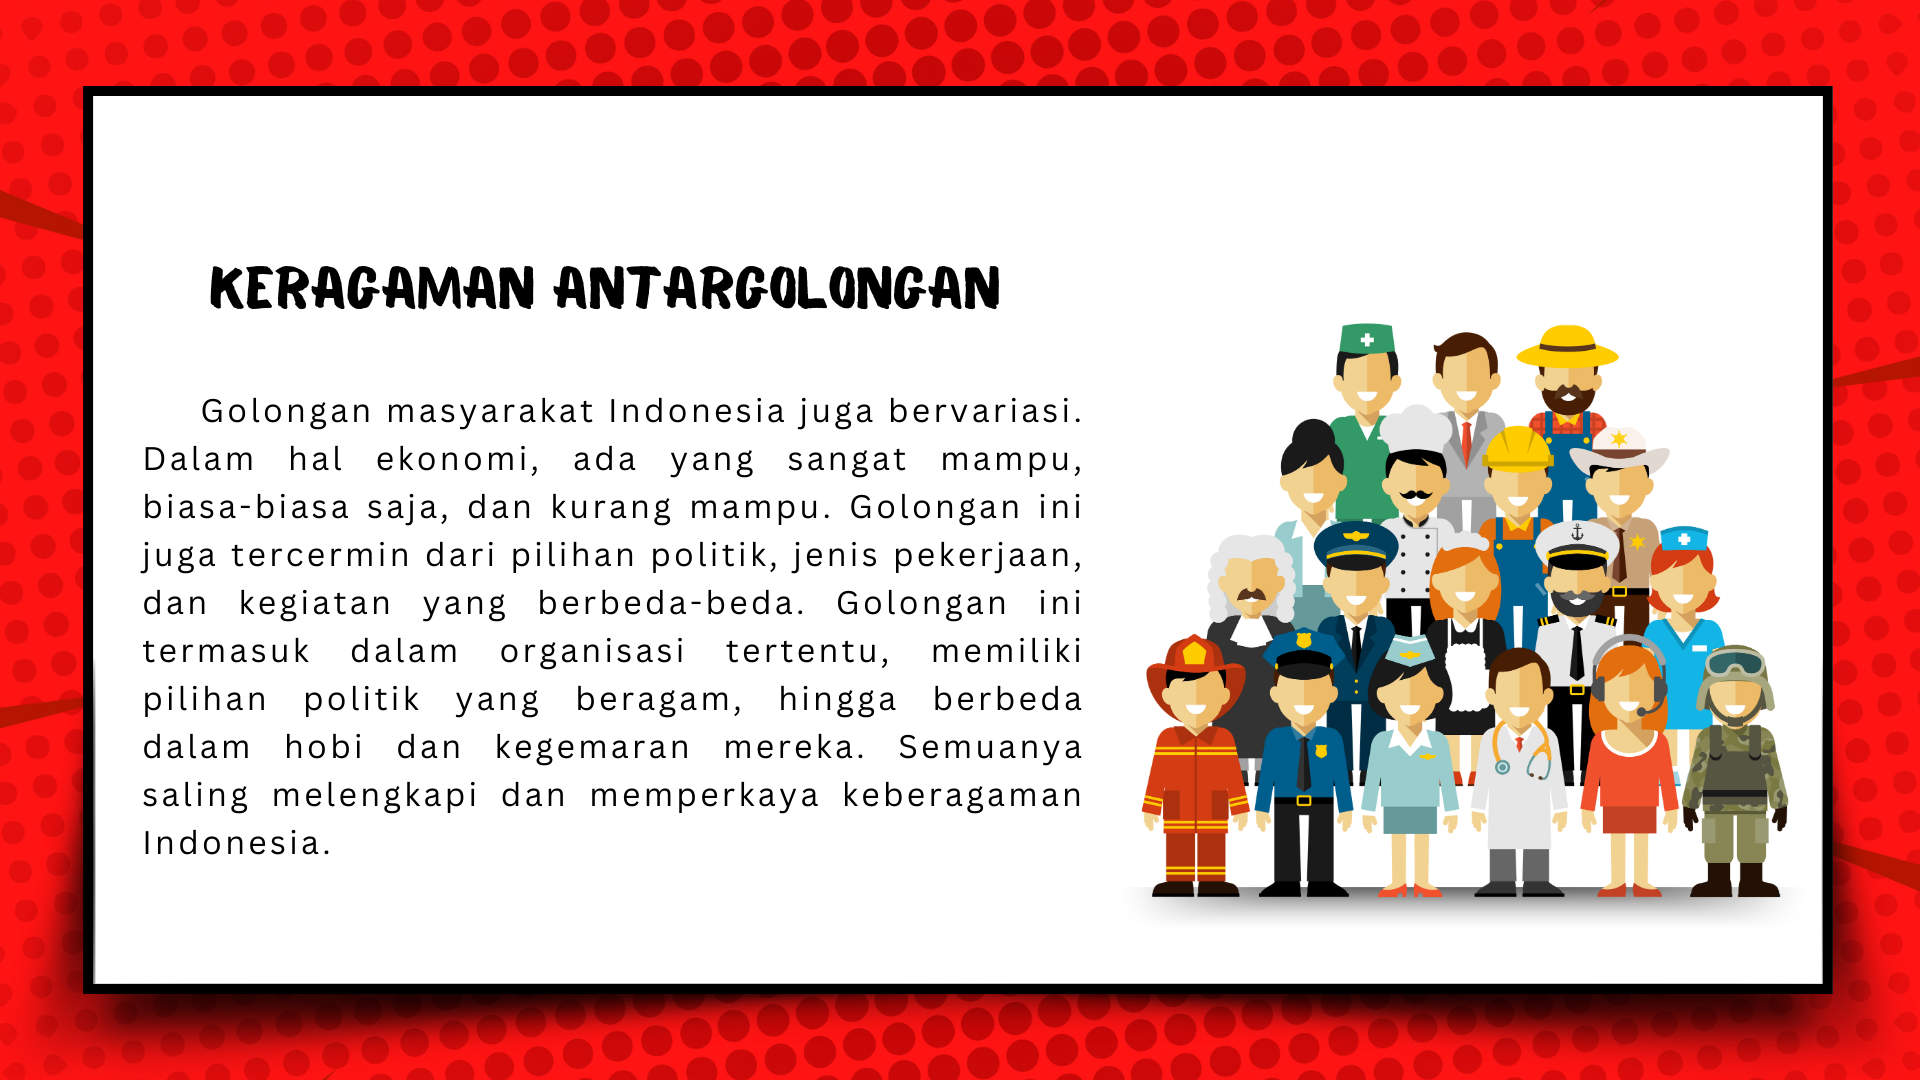 KERAGAMAN ANTARGOLONGAN
Golongan masyarakat Indonesia juga bervariasi.
Dalam hal ekonomi, ada yang sangat mampu,
biasa-biasa saja, dan kurang mampu. Golongan ini
juga tercermin dari pilihan politik, jenis pekerjaan,
dan kegiatan yang berbeda-beda. Golongan ini
termasuk dalam organisasi tertentu, memiliki
pilihan politik yang beragam, hingga berbeda
dalam hobi dan kegemaran mereka. Semuanya
saling melengkapi dan memperkaya keberagaman
Indonesia.